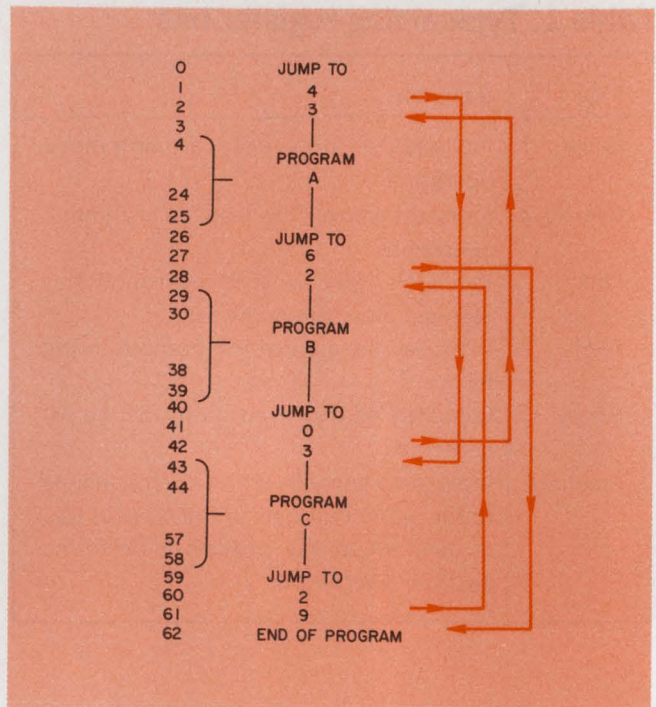 0 JUMP TO
1 4
2 3
3
4
PROGRAM
A
24
25
26 JUMP TO
27 6
28 2
29
30
PROGRAM
B
38
39
40 JUMP TO
41 0
42 3
43
44
PROGRAM
C
57
58
59 JUMP TO
60 2
61 9
62 END OF PROGRAM